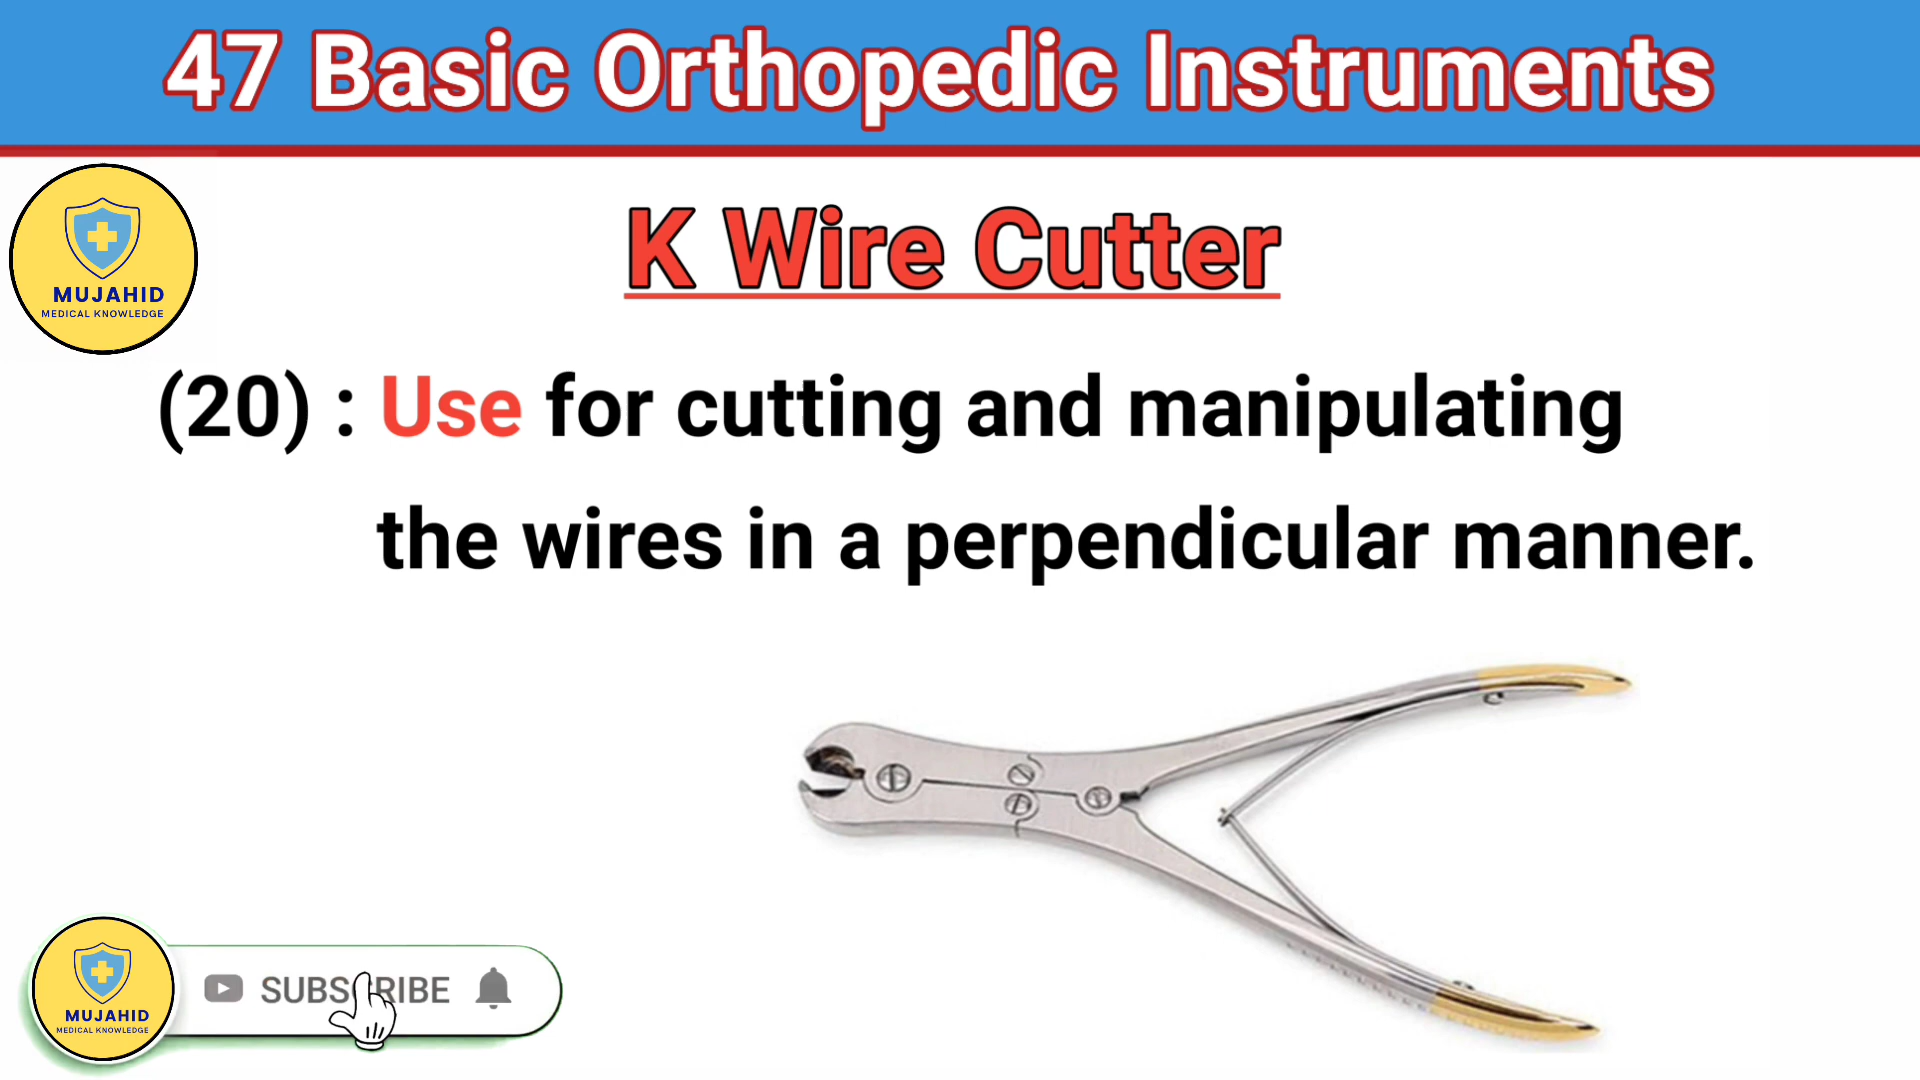 47 Basic Orthopedic Instruments
MUJAHID
MEDICAL KNOWLEDGE
K Wire Cutter
(20) : Use for cutting and manipulating
the wires in a perpendicular manner.
MUJAHID
MEDICAL KNOWLEDGE
SUBSCRIBE